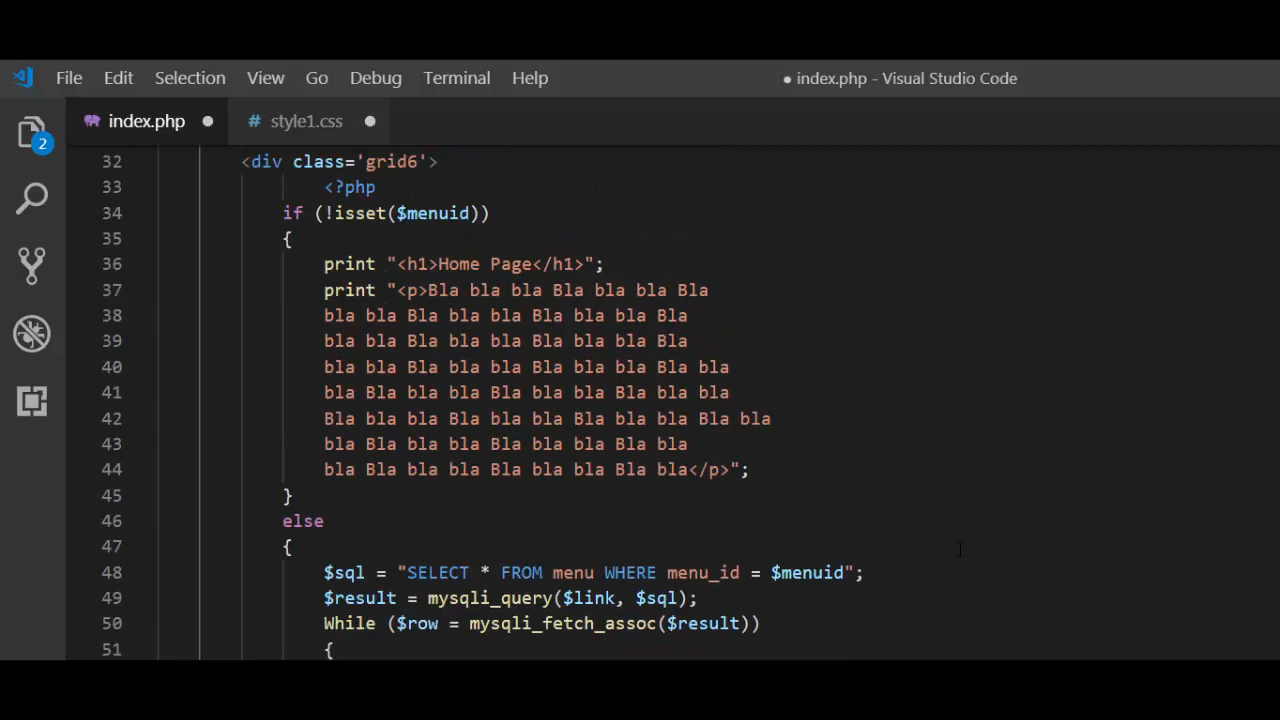 File Edit Selection View Go Debug Terminal Help ● index.php - Visual Studio Code
index.php ● # style1.css ●
2
32 <div class='grid6'>
33 <?php
34 if (!isset($menuid))
35 {
36 print "<h1>Home Page</h1>";
37 print "<p>Bla bla bla Bla bla bla Bla
38 bla bla Bla bla bla Bla bla bla Bla
39 bla bla Bla bla bla Bla bla bla Bla
40 bla bla Bla bla bla Bla bla bla Bla bla
41 bla Bla bla bla Bla bla bla Bla bla bla
42 Bla bla bla Bla bla bla Bla bla bla Bla bla
43 bla Bla bla bla Bla bla bla Bla bla
44 bla Bla bla bla Bla bla bla Bla bla</p>";
45 }
46 else
47 {
48 $sql = "SELECT * FROM menu WHERE menu_id = $menuid";
49 $result = mysqli_query($link, $sql);
50 While ($row = mysqli_fetch_assoc($result))
51 {